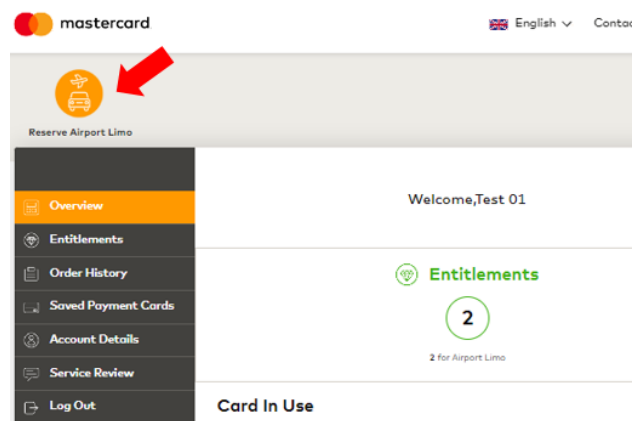 mastercard
English
Reserve Airport Limo
Overview
Entitlements
Order History
Saved Payment Cards
Account Details
Service Review
Log Out
Welcome,Test 01
Entitlements
2
2 for Airport Limo
Card In Use